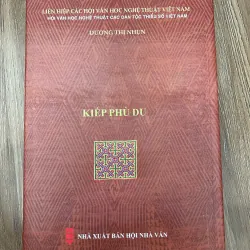 LIÊN HIỆP CÁC HỘI VĂN HỌC NGHỆ THUẬT VIỆT NAM
HỘI VĂN HỌC NGHỆ THUẬT CÁC DÂN TỘC THIỂU SỐ VIỆT NAM
DƯƠNG THỊ NHỤN
KIẾP PHÙ DU
NHÀ XUẤT BẢN HỘI NHÀ VĂN